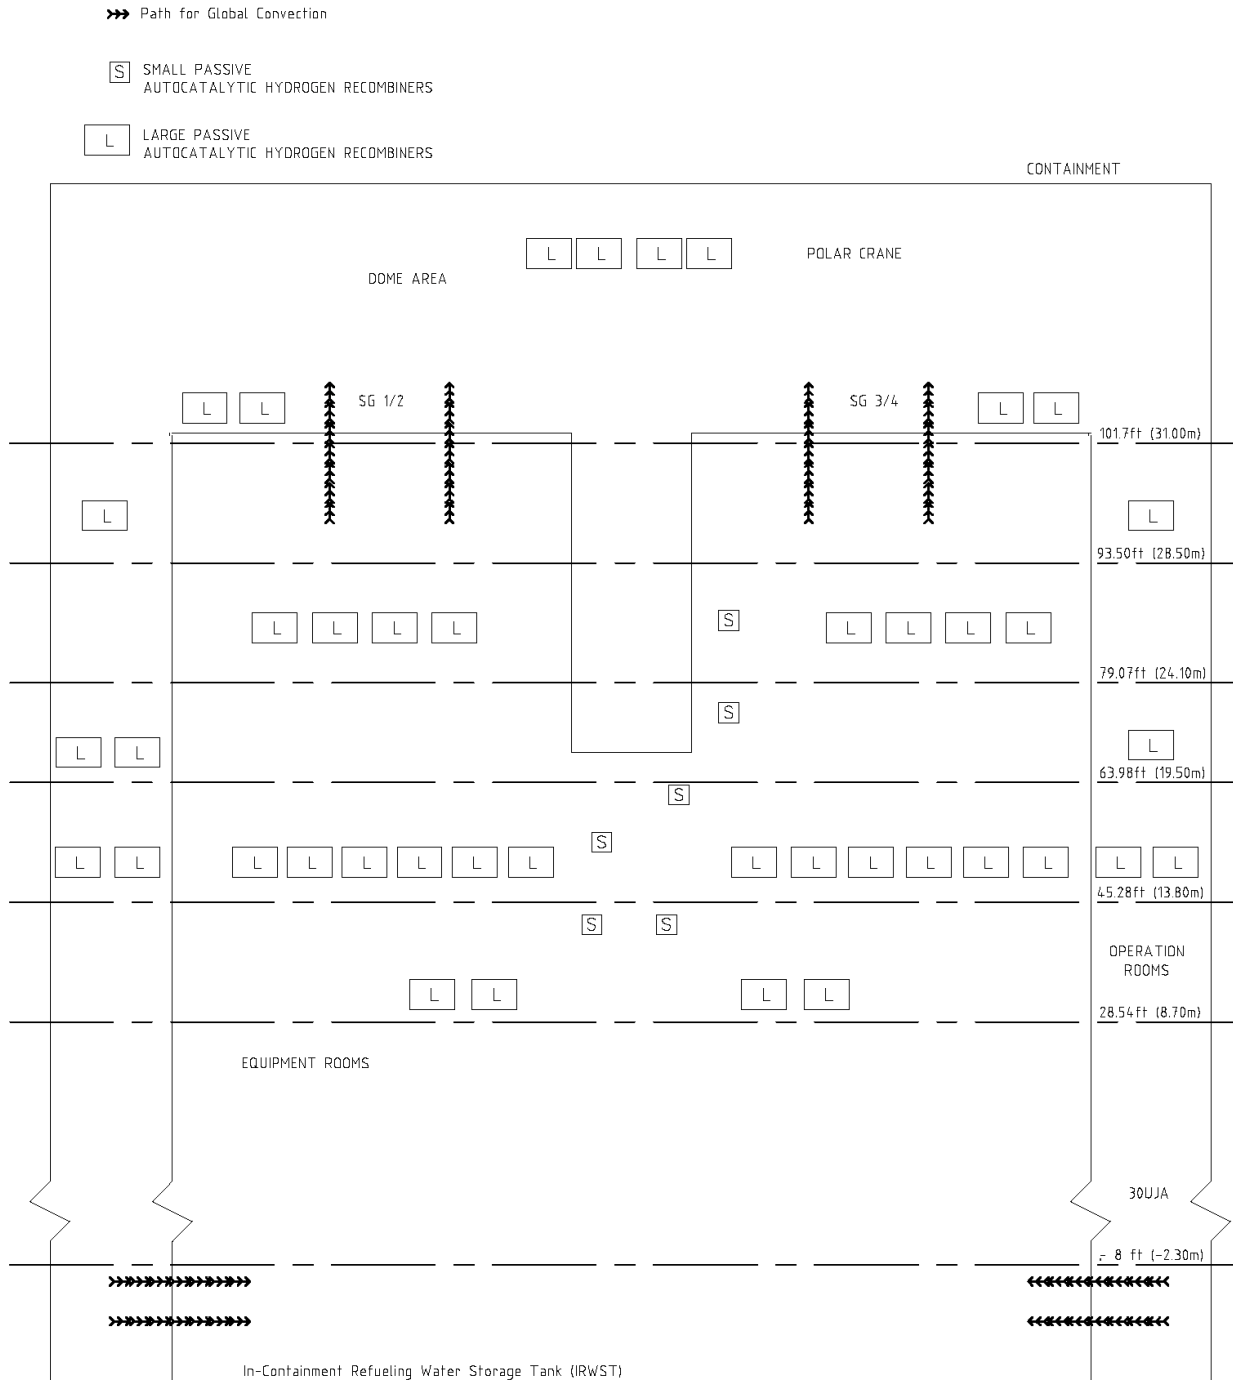 Path for Global Convection
S SMALL PASSIVE
AUTOCATALYTIC HYDROGEN RECOMBINERS
L LARGE PASSIVE
AUTOCATALYTIC HYDROGEN RECOMBINERS
CONTAINMENT
L L L L POLAR CRANE
DOME AREA
SG 1/2 SG 3/4
L L L L
101.7ft (31.00m)
L L
93.50ft (28.50m)
S
L L L L L L L L
79.07ft (24.10m)
S
L L L
63.98ft (19.50m)
S
S
L L L L L L L L L L L L L L L L
45.28ft (13.80m)
S S
OPERATION
ROOMS
L L L L
28.54ft (8.70m)
EQUIPMENT ROOMS
30UJA
- 8 ft (-2.30m)
In-Containment Refueling Water Storage Tank (IRWST)